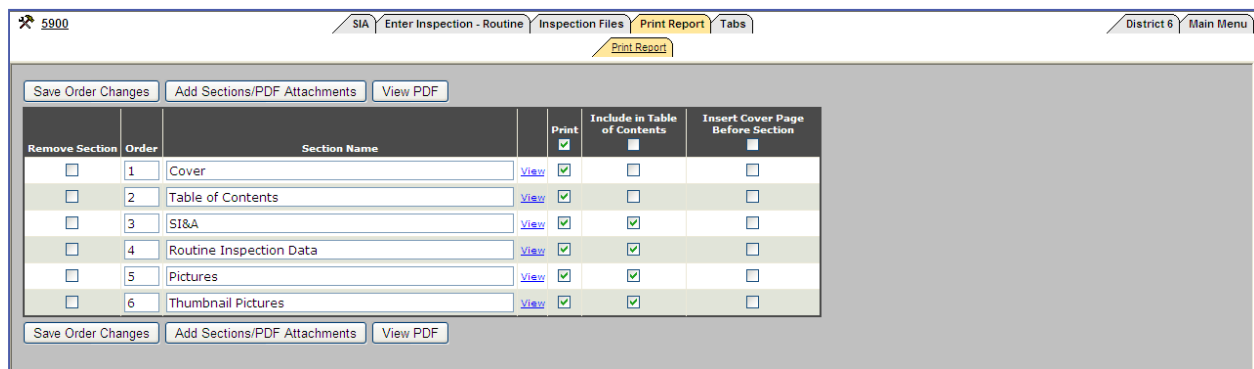 5900 SIA Enter Inspection - Routine Inspection Files Print Report Tabs District 6 Main Menu
Print Report
Save Order Changes Add Sections/PDF Attachments View PDF
Remove Section Order Section Name Print Include in Table of Contents Insert Cover Page Before Section
1 Cover View
2 Table of Contents View
3 SI&A View
4 Routine Inspection Data View
5 Pictures View
6 Thumbnail Pictures View
Save Order Changes Add Sections/PDF Attachments View PDF